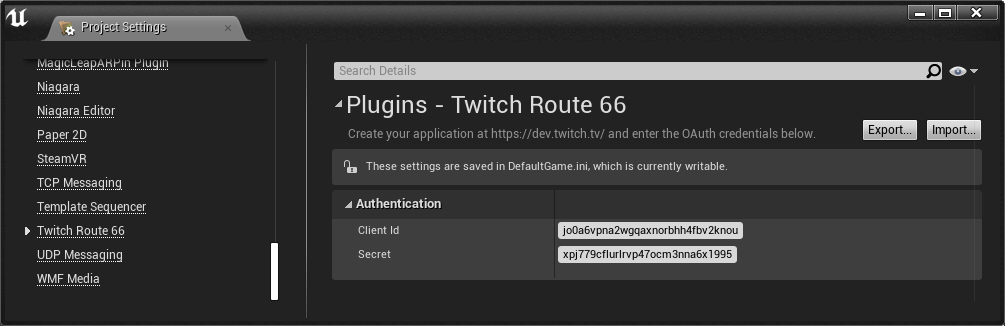 Project Settings
MagicLeapARPin Plugin
Niagara
Niagara Editor
Paper 2D
SteamVR
TCP Messaging
Template Sequencer
Twitch Route 66
UDP Messaging
WMF Media
Search Details
Plugins - Twitch Route 66
Create your application at https://dev.twitch.tv/ and enter the OAuth credentials below.
Export... Import...
These settings are saved in DefaultGame.ini, which is currently writable.
Authentication
Client Id jo0a6vpna2wgqaxnorbhh4fbv2knou
Secret xpj779cflurlrvp47ocm3nna6x1995